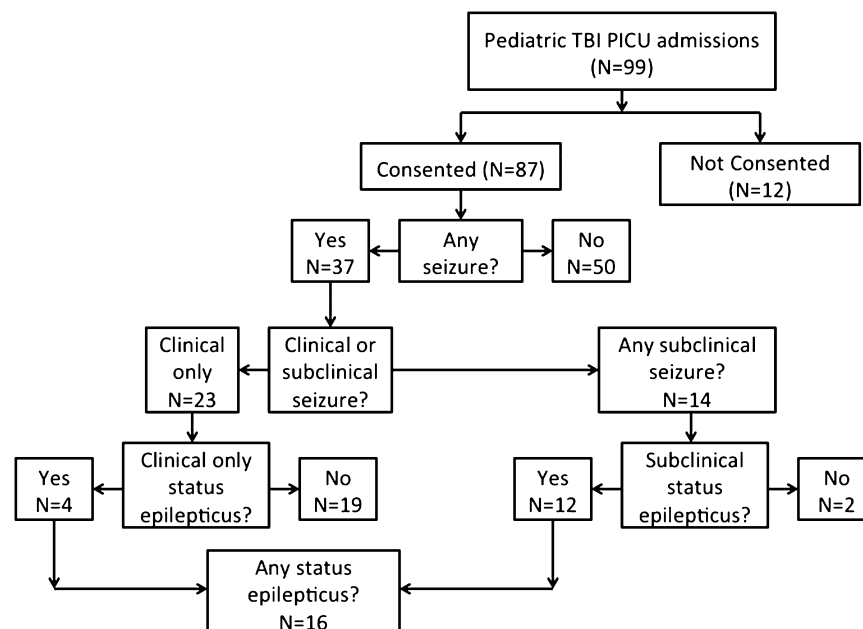 Pediatric TBI PICU admissions
(N=99)
Consented (N=87)
Not Consented
(N=12)
Yes
N=37
Any
seizure?
No
N=50
Clinical
only
N=23
Clinical or
subclinical
seizure?
Any subclinical
seizure?
N=14
Yes
N=4
Clinical only
status
epilepticus?
No
N=19
Yes
N=12
Subclinical
status
epilepticus?
No
N=2
Any status
epilepticus?
N=16